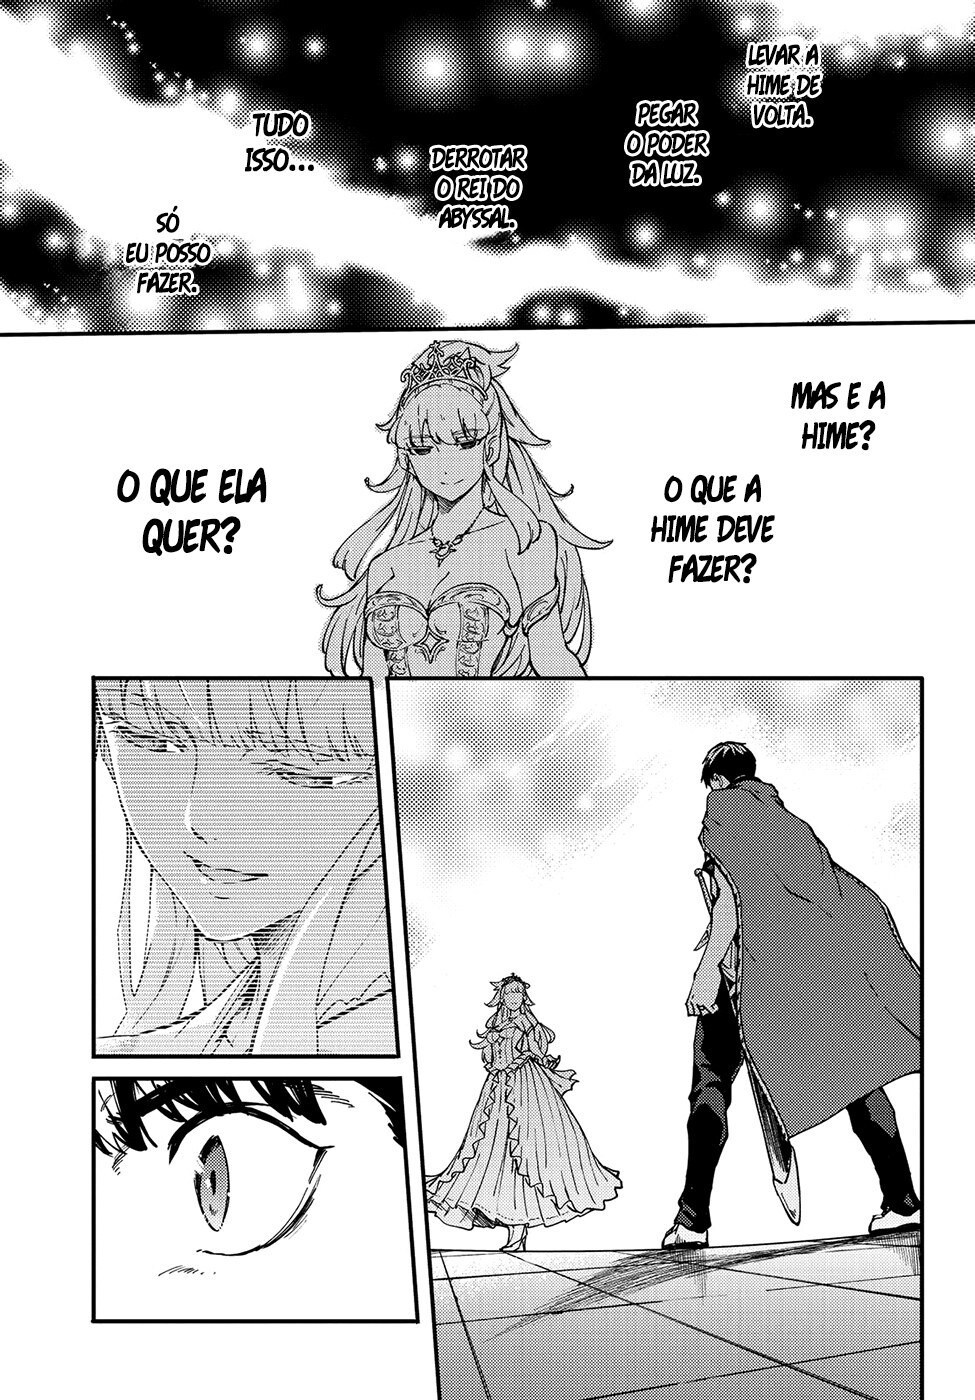 LEVAR A
HIME DE
VOLTA.
PEGAR
O PODER
DA LUZ.
DERROTAR
O REI DO
ABYSSAL.
TUDO
ISSO...
SÓ
EU POSSO
FAZER.
MAS E A
HIME?
O QUE A
HIME DEVE
FAZER?
O QUE ELA
QUER?